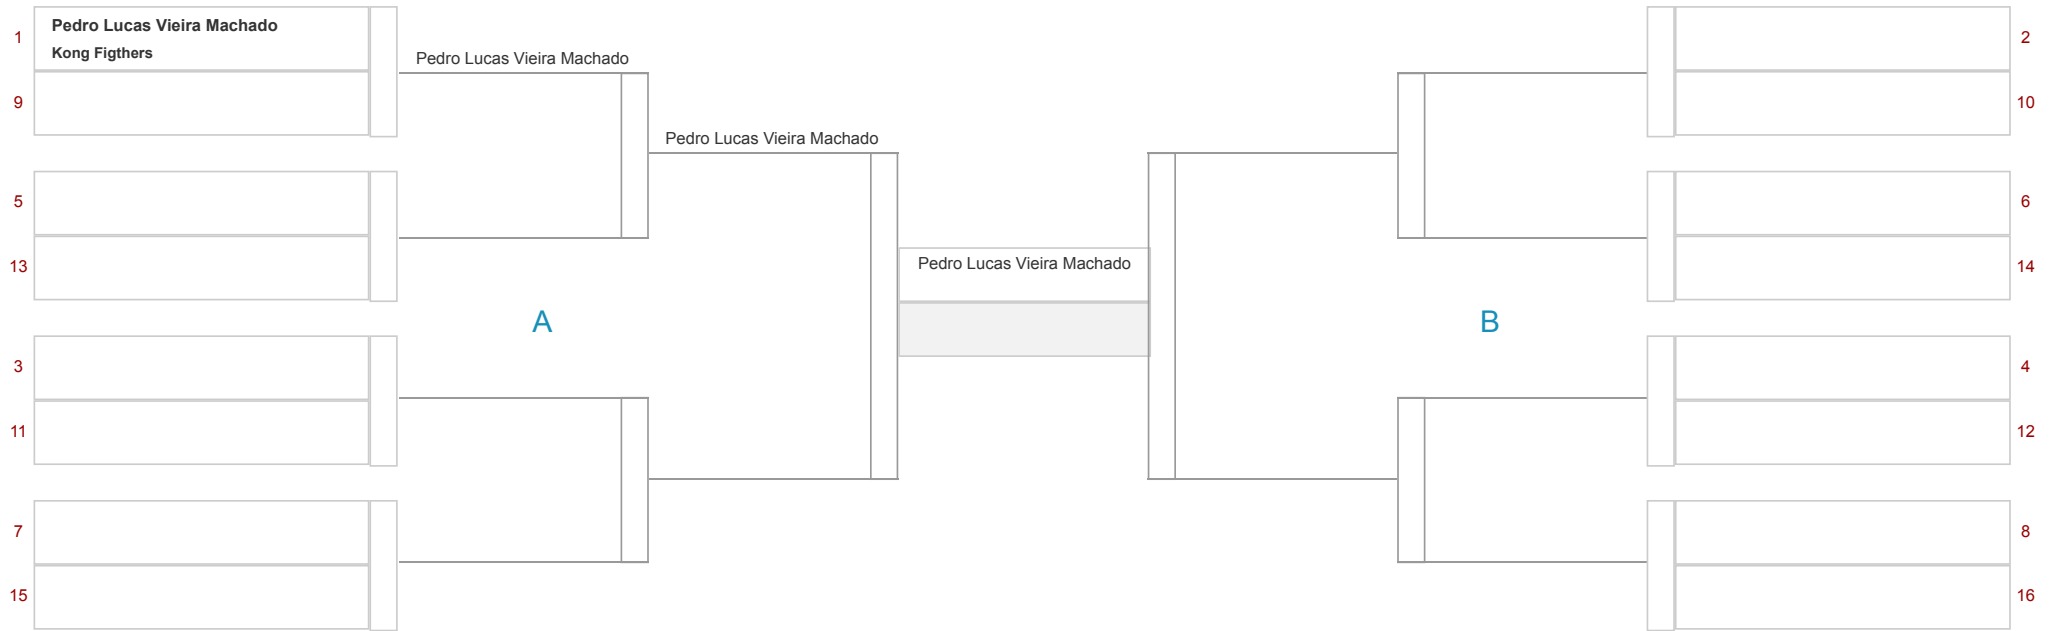 1
Pedro Lucas Vieira Machado
Kong Figthers
9
5
13
3
11
7
15
Pedro Lucas Vieira Machado
Pedro Lucas Vieira Machado
A
Pedro Lucas Vieira Machado
B
2
10
6
14
4
12
8
16